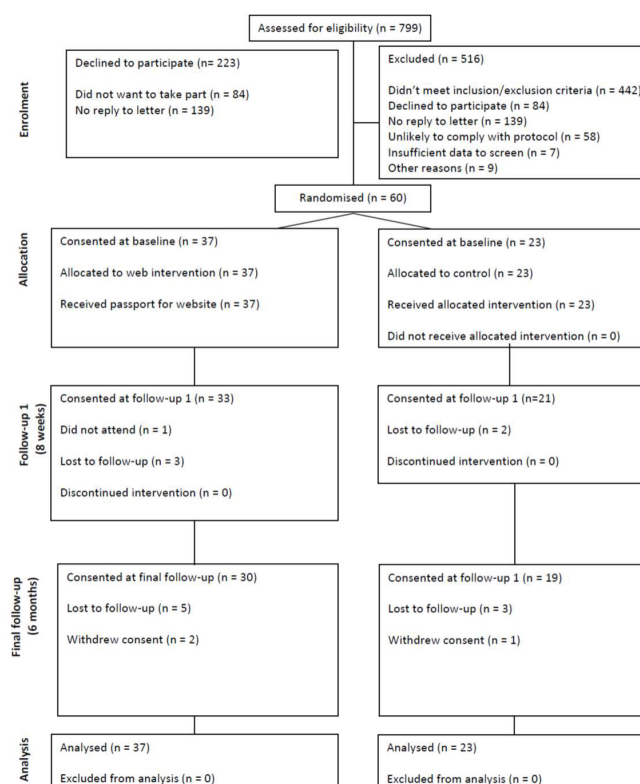 Assessed for eligibility (n = 799)
Enrolment
Declined to participate (n= 223)
Did not want to take part (n = 84)
No reply to letter (n = 139)
Excluded (n = 516)
Didn't meet inclusion/exclusion criteria (n = 442)
Declined to participate (n = 84)
No reply to letter (n = 139)
Unlikely to comply with protocol (n = 58)
Insufficient data to screen (n = 7)
Other reasons (n = 9)
Randomised (n = 60)
Allocation
Consented at baseline (n = 37)
Allocated to web intervention (n = 37)
Received passport for website (n = 37)
Consented at baseline (n = 23)
Allocated to control (n = 23)
Received allocated intervention (n = 23)
Did not receive allocated intervention (n = 0)
Follow-up 1
(8 weeks)
Consented at follow-up 1 (n = 33)
Did not attend (n = 1)
Lost to follow-up (n = 3)
Discontinued intervention (n = 0)
Consented at follow-up 1 (n=21)
Lost to follow-up (n = 2)
Discontinued intervention (n = 0)
Final follow-up
(6 months)
Consented at final follow-up (n = 30)
Lost to follow-up (n = 5)
Withdrew consent (n = 2)
Consented at follow-up 1 (n = 19)
Lost to follow-up (n = 3)
Withdrew consent (n = 1)
Analysis
Analysed (n = 37)
Excluded from analysis (n = 0)
Analysed (n = 23)
Excluded from analysis (n = 0)